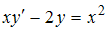 xy′ − 2y = x²